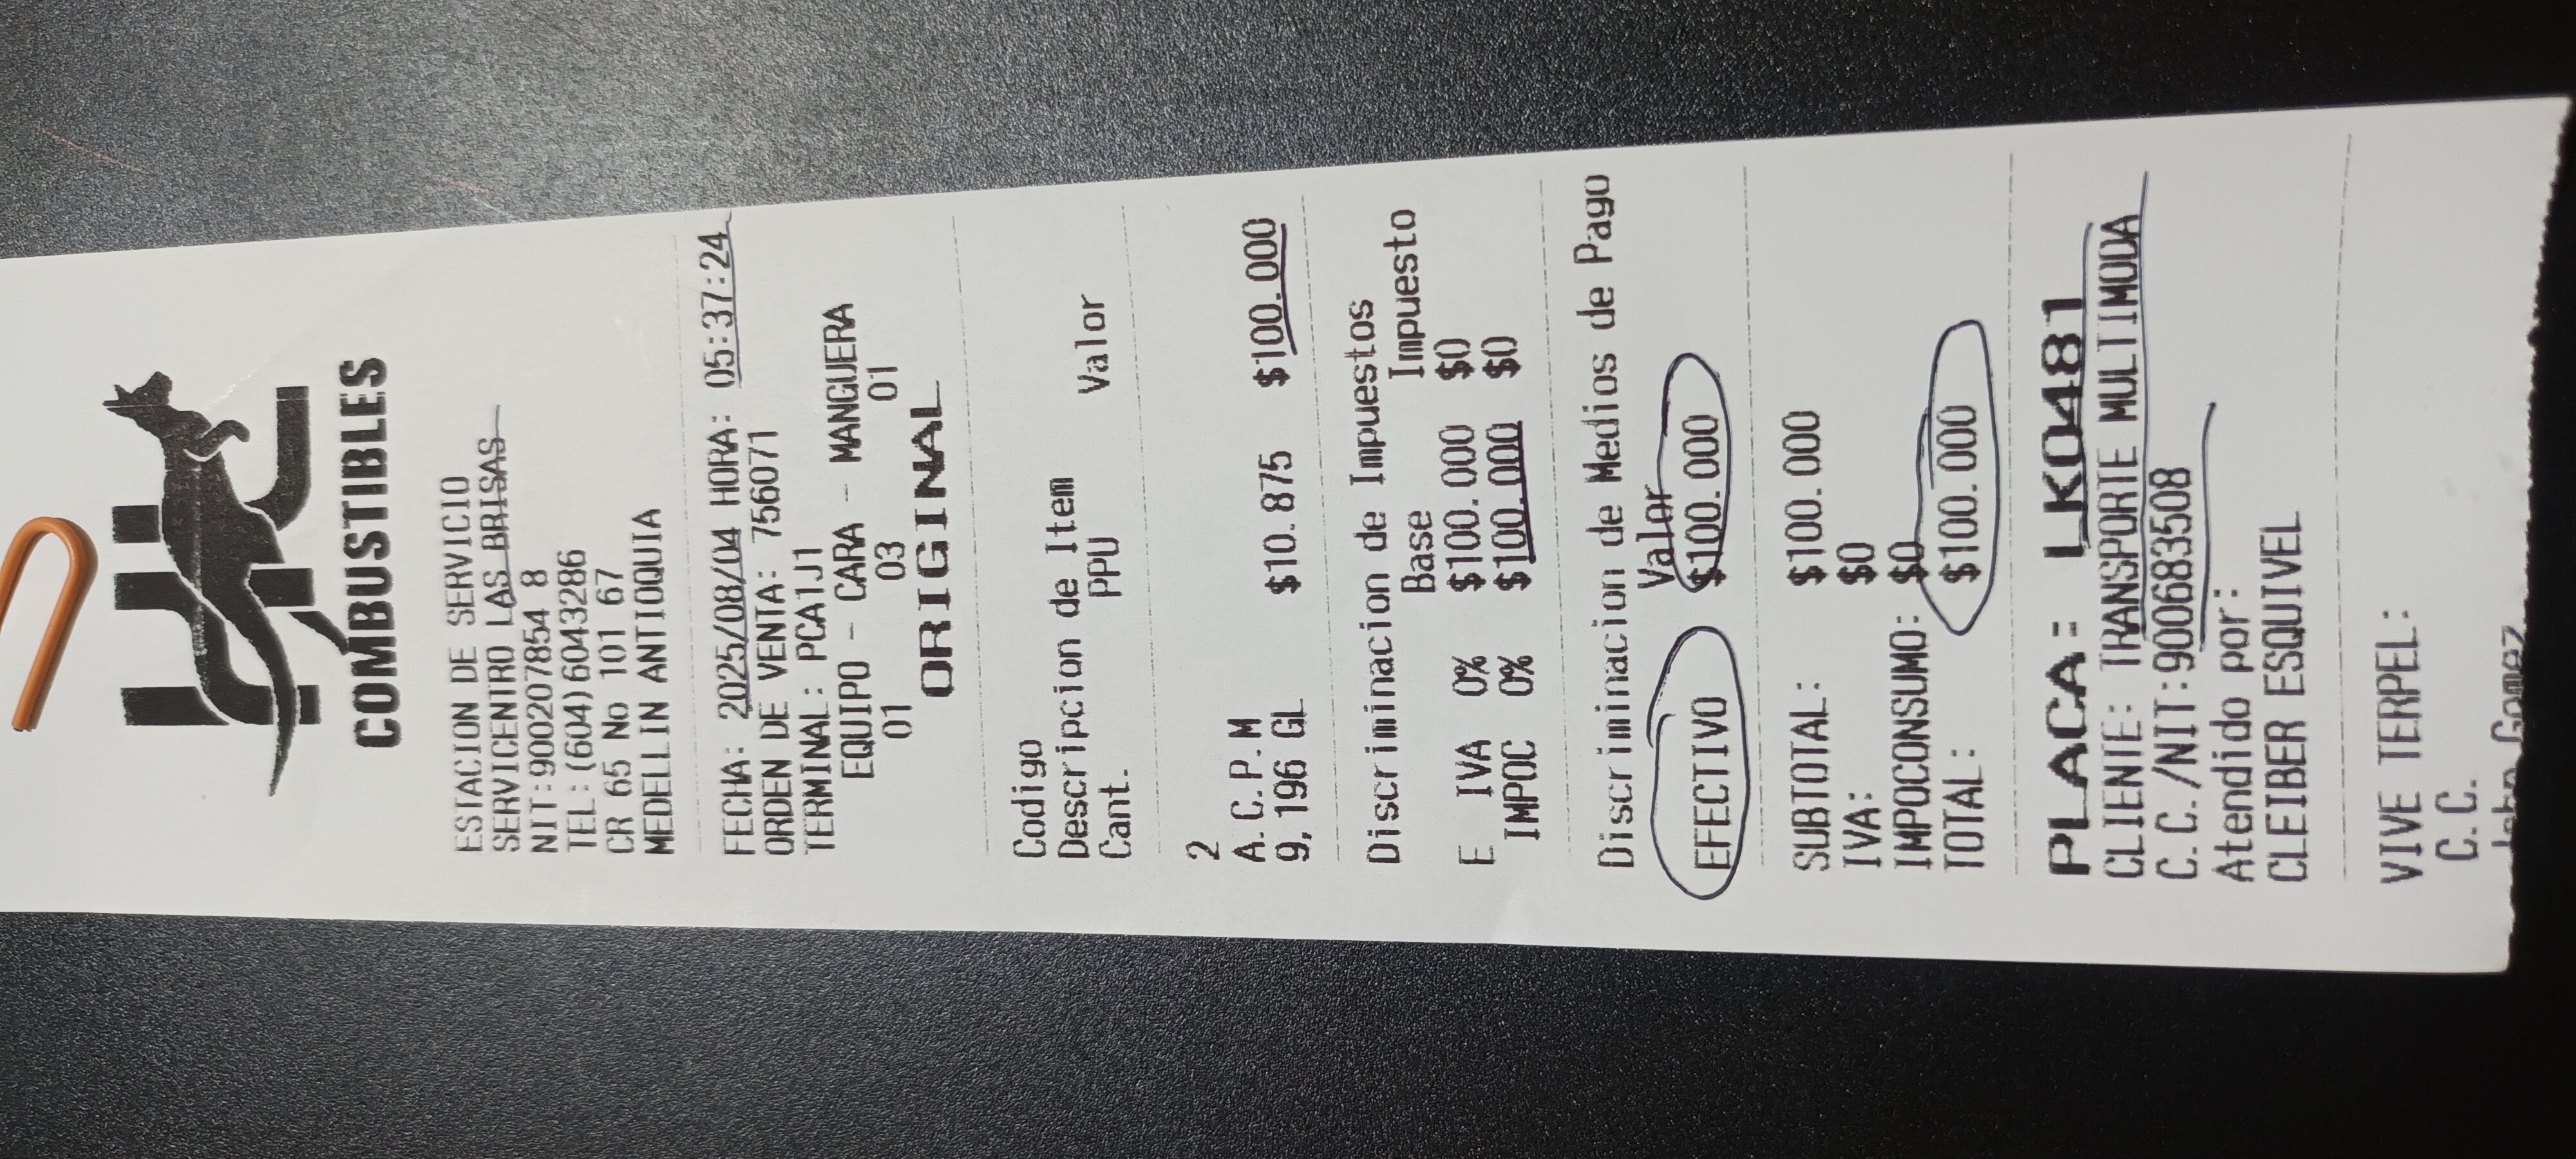 COMBUSTIBLES
ESTACION DE SERVICIO
SERVICENTRO LAS BRISAS
NIT:900207854 8
TEL:(604)6043286
CR 65 No 101 67
MEDELLIN ANTIOQUIA
FECHA: 2025/08/04 HORA: 05:37:24
ORDEN DE VENTA: 756071
TERMINAL: PCA1J1
EQUIPO - CARA - MANGUERA
01 03 01
ORIGINAL
Codigo
Descripcion de Item
Cant. PPU Valor
2
A.C.P.M
9,196 GL $10.875 $100.000
Discriminacion de Impuestos
Base Impuesto
E IVA 0% $100.000 $0
IMPOC 0% $100.000 $0
Discriminacion de Medios de Pago
Valor
EFECTIVO $100.000
SUBTOTAL: $100.000
IVA: $0
IMPOCONSUMO: $0
TOTAL: $100.000
PLACA: LKO481
CLIENTE: TRANSPORTE MULTIMODA
C.C./NIT:900683508
Atendido por:
CLEIBER ESQUIVEL
VIVE TERPEL:
C.C.